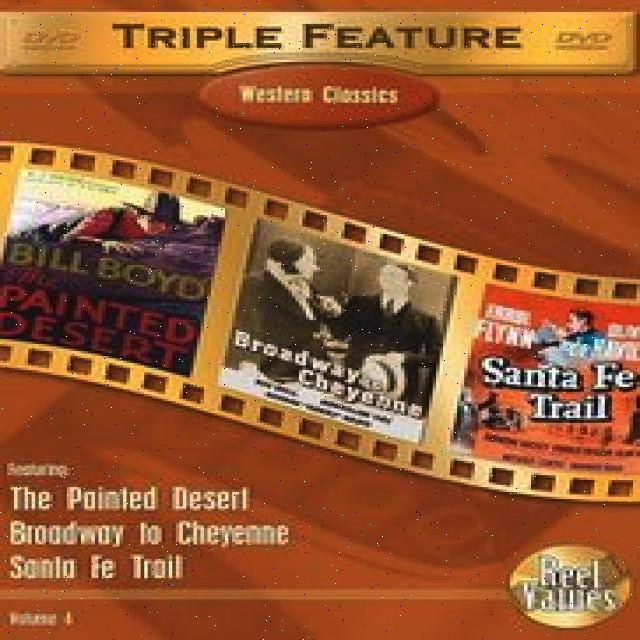 DVD TRIPLE FEATURE DVD
Western Classics
BILL BOYD
The
PAINTED
DESERT
Broadway to
Cheyenne
ERROL
FLYNN
Santa Fe
Trail
Featuring:
The Painted Desert
Broadway to Cheyenne
Santa Fe Trail
Volume 4
Reel
Values